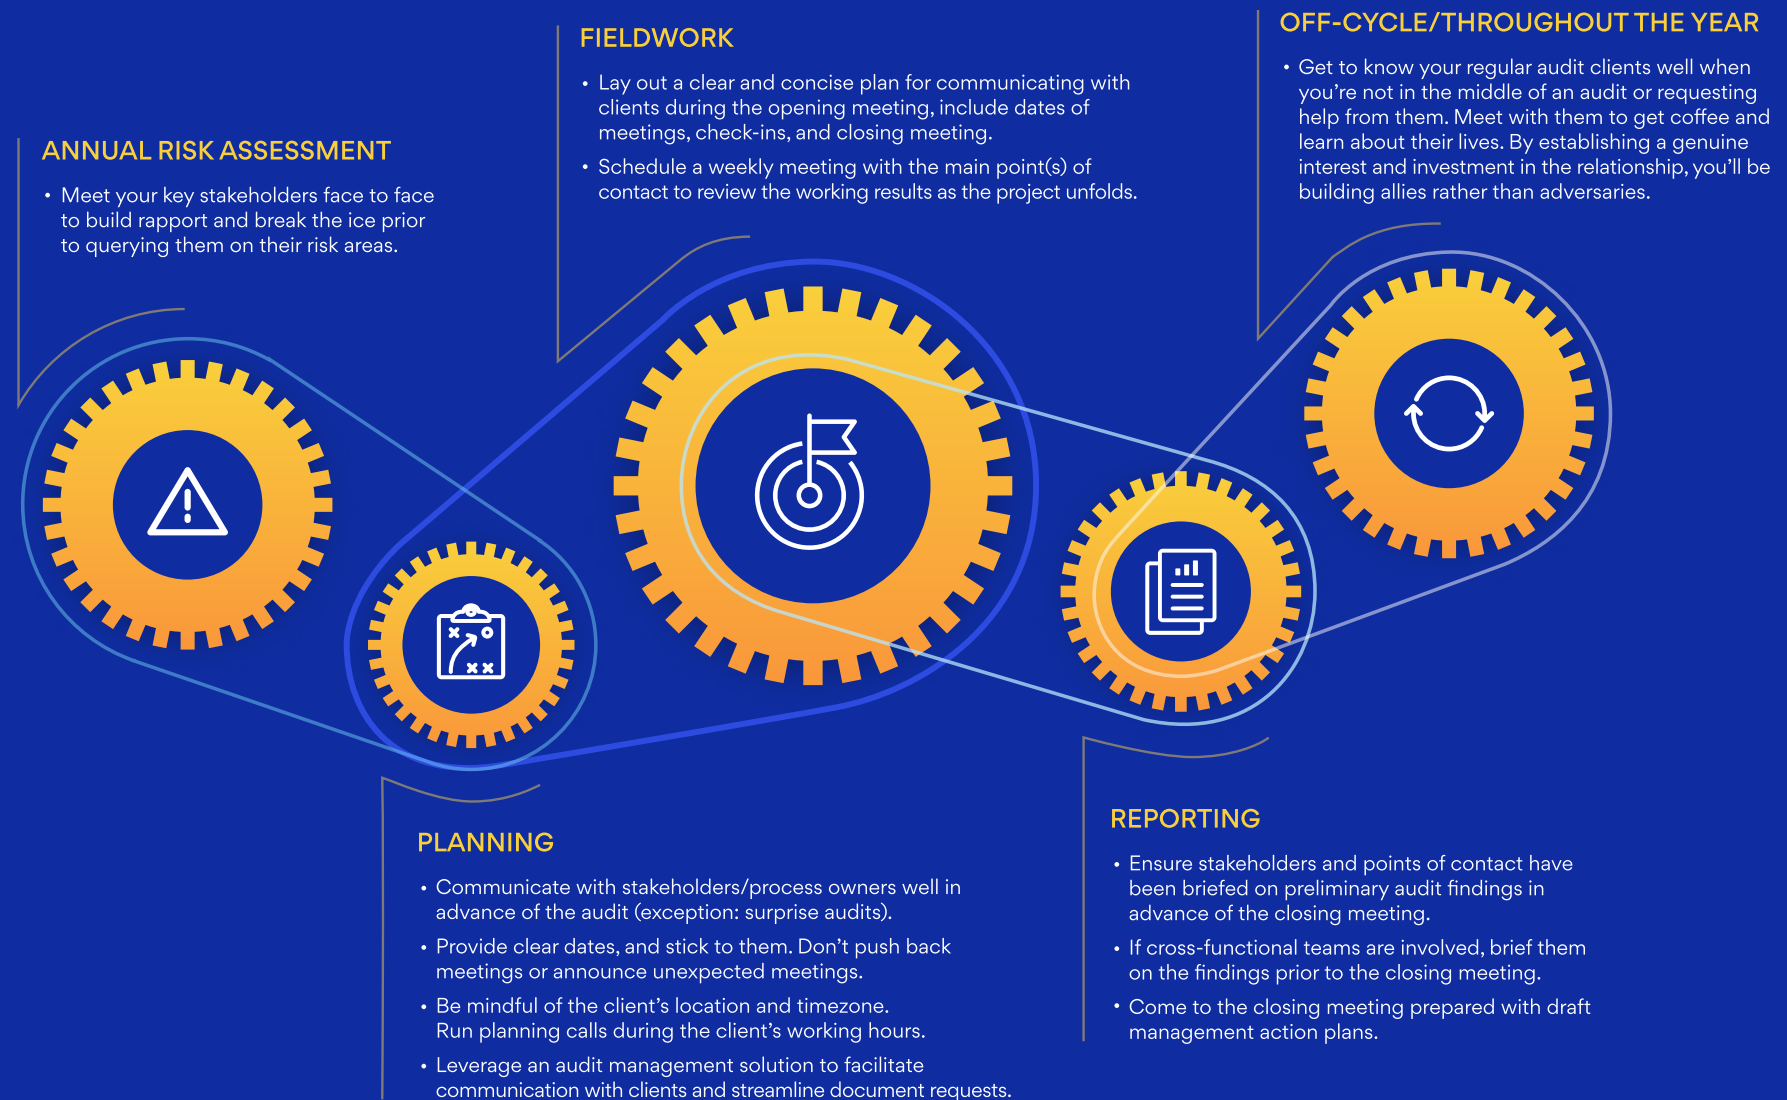 ANNUAL RISK ASSESSMENT
• Meet your key stakeholders face to face
to build rapport and break the ice prior
to querying them on their risk areas.
PLANNING
• Communicate with stakeholders/process owners well in
advance of the audit (exception: surprise audits).
• Provide clear dates, and stick to them. Don’t push back
meetings or announce unexpected meetings.
• Be mindful of the client’s location and timezone.
Run planning calls during the client’s working hours.
• Leverage an audit management solution to facilitate
communication with clients and streamline document requests.
FIELDWORK
• Lay out a clear and concise plan for communicating with
clients during the opening meeting, include dates of
meetings, check-ins, and closing meeting.
• Schedule a weekly meeting with the main point(s) of
contact to review the working results as the project unfolds.
REPORTING
• Ensure stakeholders and points of contact have
been briefed on preliminary audit findings in
advance of the closing meeting.
• If cross-functional teams are involved, brief them
on the findings prior to the closing meeting.
• Come to the closing meeting prepared with draft
management action plans.
OFF-CYCLE/THROUGHOUT THE YEAR
• Get to know your regular audit clients well when
you’re not in the middle of an audit or requesting
help from them. Meet with them to get coffee and
learn about their lives. By establishing a genuine
interest and investment in the relationship, you’ll be
building allies rather than adversaries.